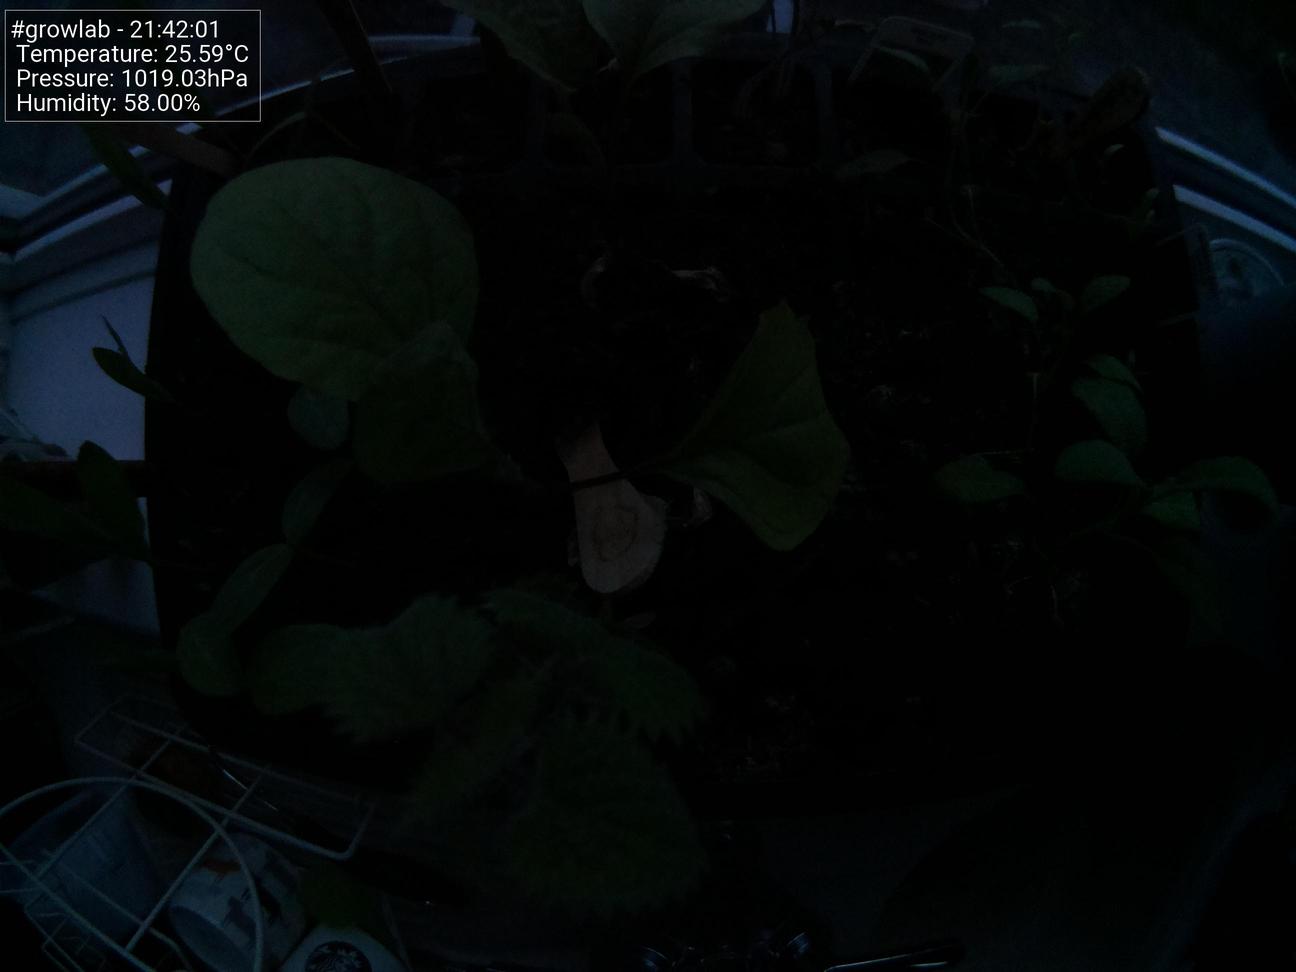 #growlab - 21:42:01
Temperature: 25.59°C
Pressure: 1019.03hPa
Humidity: 58.00%